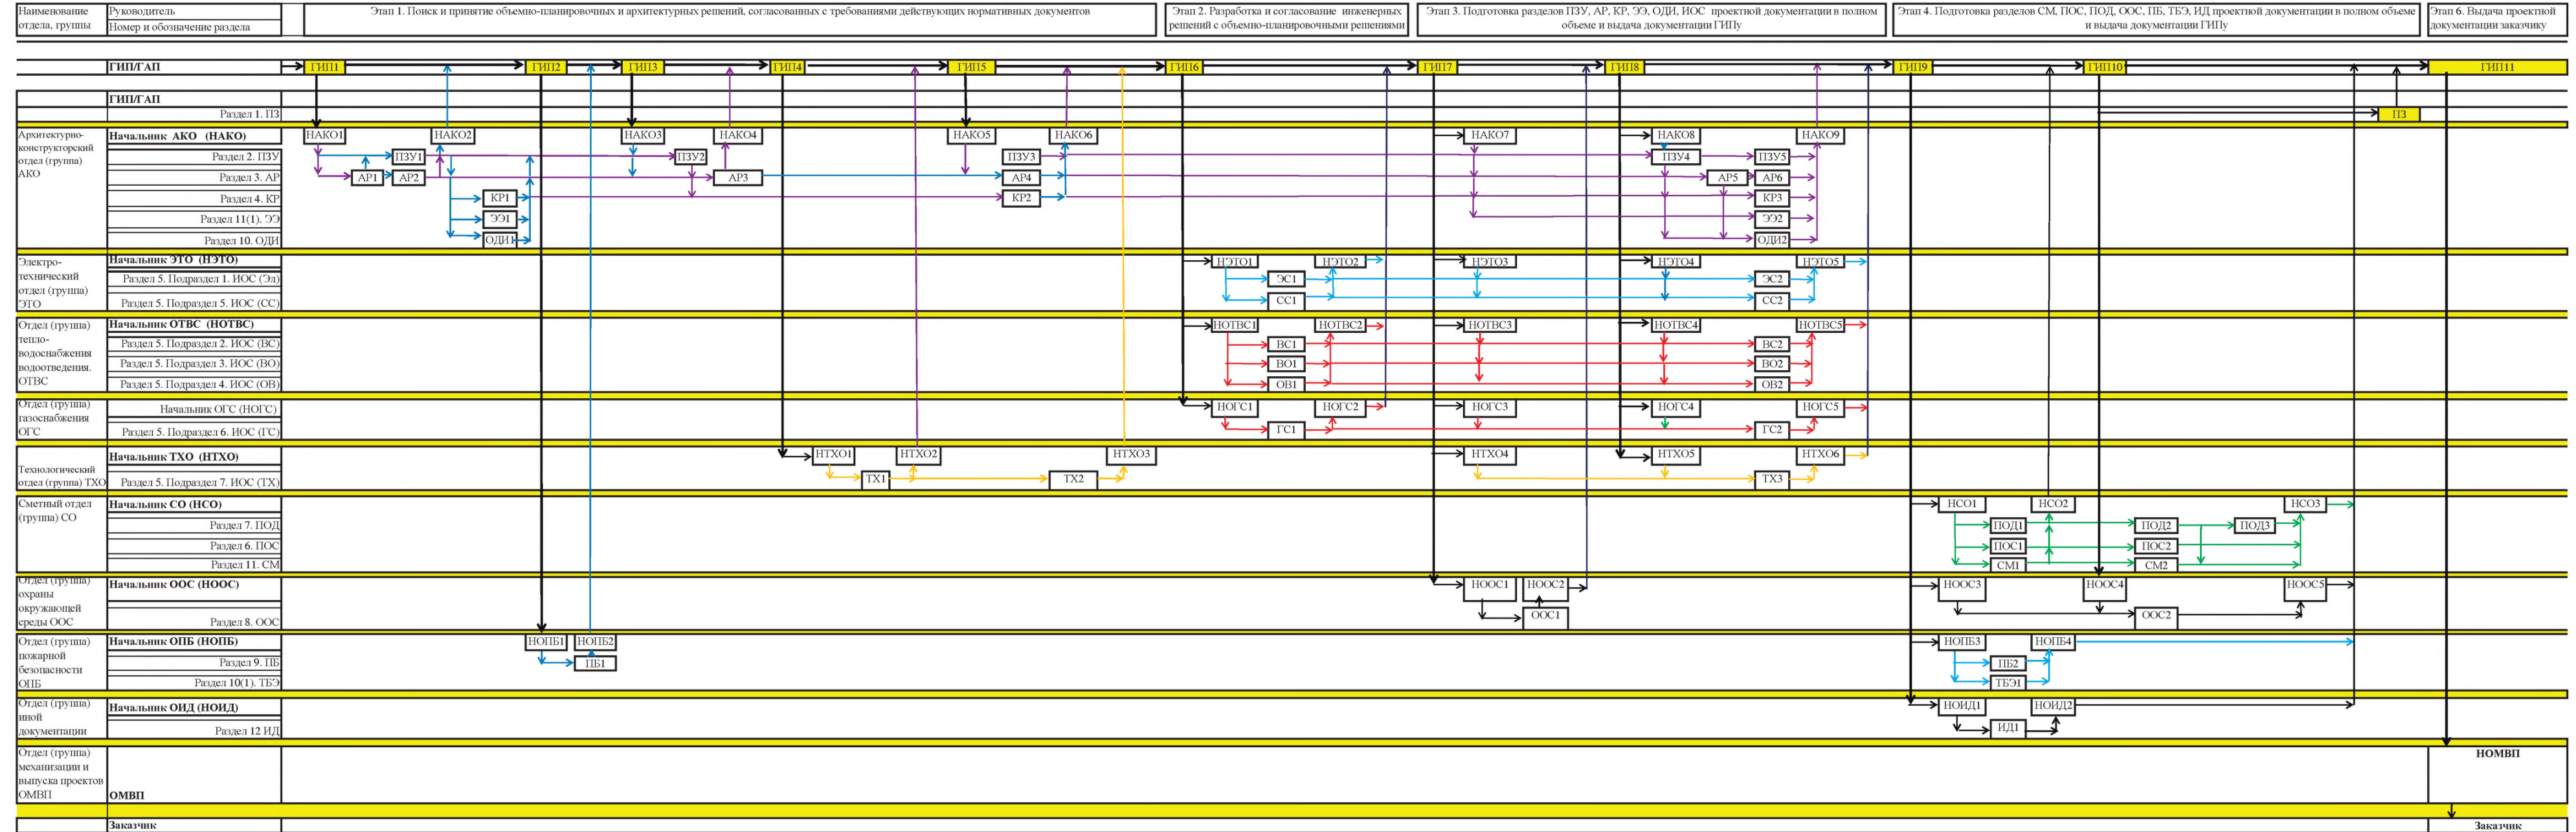 Наименование
отдела, группы
Руководитель
Номер и обозначение раздела
Этап 1. Поиск и принятие объемно-планировочных и архитектурных решений, согласованных с требованиями действующих нормативных документов
Этап 2. Разработка и согласование инженерных
решений с объемно-планировочными решениями
Этап 3. Подготовка разделов ПЗУ, АР, КР, ЭЭ, ОДИ, ИОС проектной документации в полном
объеме и выдача документации ГИПу
Этап 4. Подготовка разделов СМ, ПОС, ПОД, ООС, ПБ, ТБЭ, ИД проектной документации в полном объеме
и выдача документации ГИПу
Этап 6. Выдача проектной
документации заказчику
ГИП/ГАП
ГИП1
ГИП2
ГИП3
ГИП4
ГИП5
ГИП6
ГИП7
ГИП8
ГИП9
ГИП10
ГИП11
ГИП/ГАП
Раздел 1. ПЗ
ПЗ
Архитектурно-
конструкторский
отдел (группа)
АКО
Начальник АКО (НАКО)
НАКО1
НАКО2
НАКО3
НАКО4
НАКО5
НАКО6
НАКО7
НАКО8
НАКО9
Раздел 2. ПЗУ
ПЗУ1
ПЗУ2
ПЗУ3
ПЗУ4
ПЗУ5
Раздел 3. АР
АР1
АР2
АР3
АР4
АР5
АР6
Раздел 4. КР
КР1
КР2
КР3
Раздел 11(1). ЭЭ
ЭЭ1
ЭЭ2
Раздел 10. ОДИ
ОДИ1
ОДИ2
Электро-
технический
отдел (группа)
ЭТО
Начальник ЭТО (НЭТО)
НЭТО1
НЭТО2
НЭТО3
НЭТО4
НЭТО5
Раздел 5. Подраздел 1. ИОС (Эл)
ЭС1
ЭС2
Раздел 5. Подраздел 5. ИОС (СС)
СС1
СС2
Отдел (группа)
тепло-
водоснабжения
водоотведения.
ОТВС
Начальник ОТВС (НОТВС)
НОТВС1
НОТВС2
НОТВС3
НОТВС4
НОТВС5
Раздел 5. Подраздел 2. ИОС (ВС)
ВС1
ВС2
Раздел 5. Подраздел 3. ИОС (ВО)
ВО1
ВО2
Раздел 5. Подраздел 4. ИОС (ОВ)
ОВ1
ОВ2
Отдел (группа)
газоснабжения
ОГС
Начальник ОГС (НОГС)
НОГС1
НОГС2
НОГС3
НОГС4
НОГС5
Раздел 5. Подраздел 6. ИОС (ГС)
ГС1
ГС2
Технологический
отдел (группа) ТХО
Начальник ТХО (НТХО)
НТХО1
НТХО2
НТХО3
НТХО4
НТХО5
НТХО6
Раздел 5. Подраздел 7. ИОС (ТХ)
ТХ1
ТХ2
ТХ3
Сметный отдел
(группа) СО
Начальник СО (НСО)
НСО1
НСО2
НСО3
Раздел 7. ПОД
ПОД1
ПОД2
ПОД3
Раздел 6. ПОС
ПОС1
ПОС2
Раздел 11. СМ
СМ1
СМ2
Отдел (группа)
охраны
окружающей
среды ООС
Начальник ООС (НООС)
НООС1
НООС2
НООС3
НООС4
НООС5
Раздел 8. ООС
ООС1
ООС2
Отдел (группа)
пожарной
безопасности
ОПБ
Начальник ОПБ (НОПБ)
НОПБ1
НОПБ2
НОПБ3
НОПБ4
Раздел 9. ПБ
ПБ1
ПБ2
Раздел 10(1). ТБЭ
ТБЭ1
Отдел (группа)
иной
документации
Начальник ОИД (НОИД)
НОИД1
НОИД2
Раздел 12 ИД
ИД1
Отдел (группа)
механизации и
выпуска проектов
ОМВП
ОМВП
НОМВП
Заказчик
Заказчик